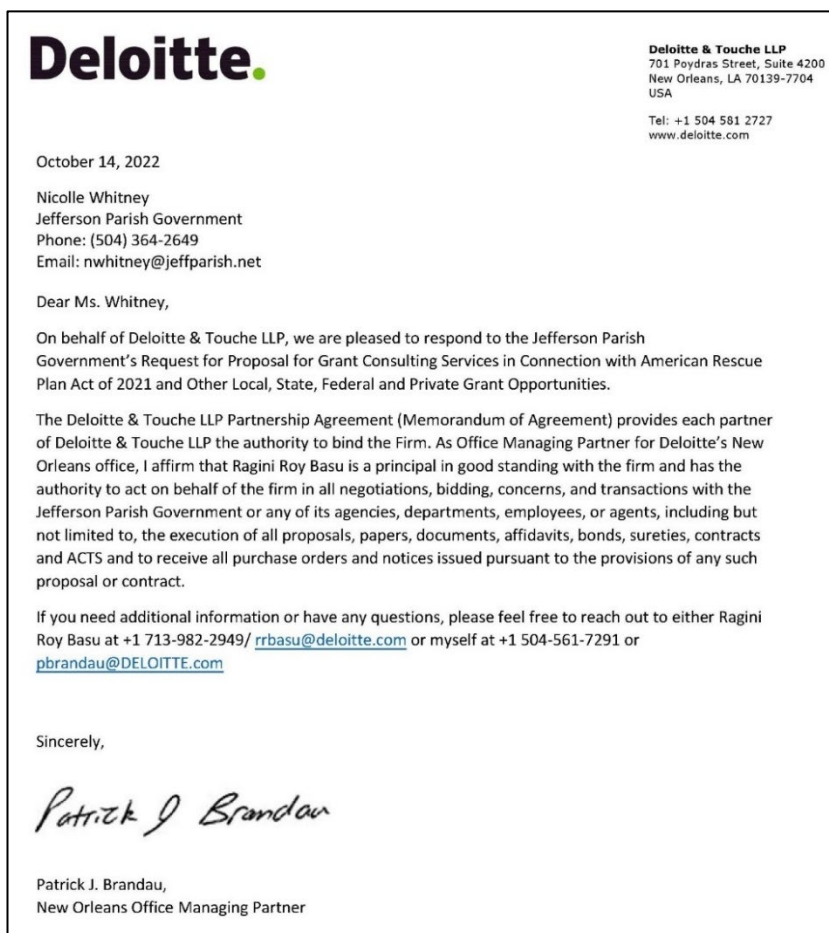 Deloitte.
Deloitte & Touche LLP
701 Poydras Street, Suite 4200
New Orleans, LA 70139-7704
USA
Tel: +1 504 581 2727
www.deloitte.com
October 14, 2022
Nicolle Whitney
Jefferson Parish Government
Phone: (504) 364-2649
Email: nwhitney@jeffparish.net
Dear Ms. Whitney,
On behalf of Deloitte & Touche LLP, we are pleased to respond to the Jefferson Parish
Government's Request for Proposal for Grant Consulting Services in Connection with American Rescue
Plan Act of 2021 and Other Local, State, Federal and Private Grant Opportunities.
The Deloitte & Touche LLP Partnership Agreement (Memorandum of Agreement) provides each partner
of Deloitte & Touche LLP the authority to bind the Firm. As Office Managing Partner for Deloitte's New
Orleans office, I affirm that Ragini Roy Basu is a principal in good standing with the firm and has the
authority to act on behalf of the firm in all negotiations, bidding, concerns, and transactions with the
Jefferson Parish Government or any of its agencies, departments, employees, or agents, including but
not limited to, the execution of all proposals, papers, documents, affidavits, bonds, sureties, contracts
and ACTS and to receive all purchase orders and notices issued pursuant to the provisions of any such
proposal or contract.
If you need additional information or have any questions, please feel free to reach out to either Ragini
Roy Basu at +1 713-982-2949/ rrbasu@deloitte.com or myself at +1 504-561-7291 or
pbrandau@DELOITTE.com
Sincerely,
Patrick J Brandau
Patrick J. Brandau,
New Orleans Office Managing Partner